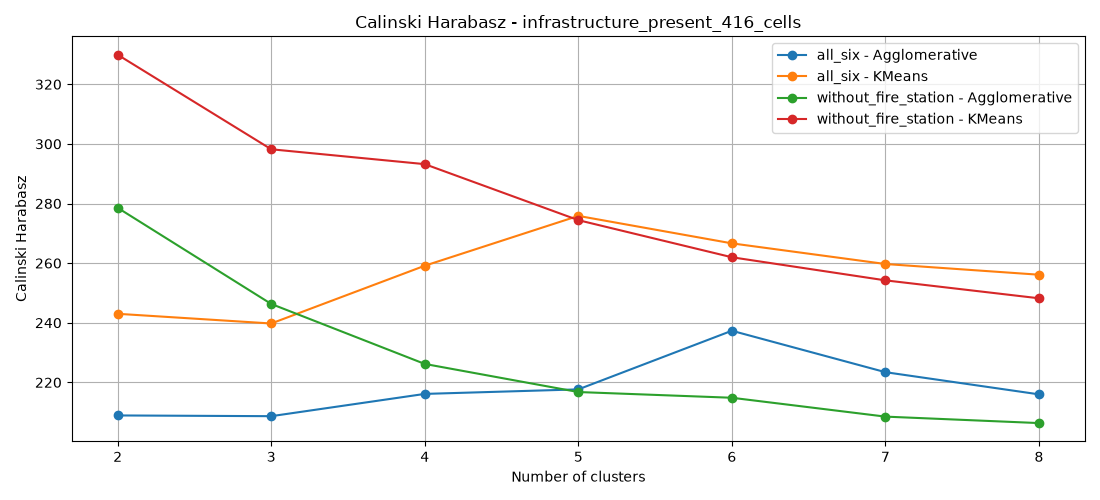 Calinski Harabasz - infrastructure_present_416_cells
all_six - Agglomerative
all_six - KMeans
without_fire_station - Agglomerative
without_fire_station - KMeans
Calinski Harabasz
320
300
280
260
240
220
2 3 4 5 6 7 8
Number of clusters